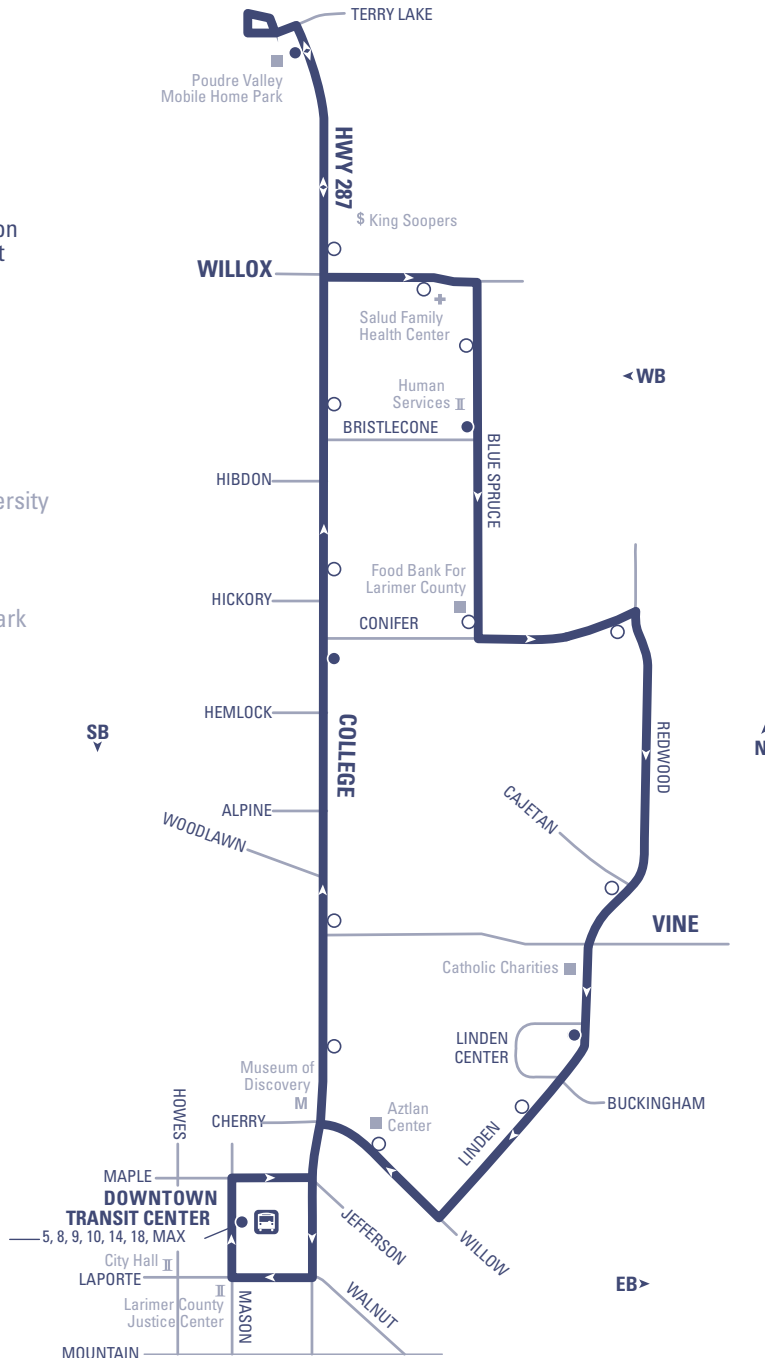 TERRY LAKE
Poudre Valley
Mobile Home Park
HWY 287
on
$ King Soopers
t
WILLOX
Salud Family
Health Center
WB
Human
Services
BRISTLECONE
BLUE SPRUCE
HIBDON
ersity
Food Bank For
Larimer County
HICKORY
ark
CONIFER
HEMLOCK
COLLEGE
SB
REDWOOD
N
CAJETAN
ALPINE
WOODLAWN
VINE
Catholic Charities
LINDEN
CENTER
Museum of
Discovery
M
HOWES
Aztlan
Center
BUCKINGHAM
CHERRY
LINDEN
MAPLE
DOWNTOWN
TRANSIT CENTER
5, 8, 9, 10, 14, 18, MAX
JEFFERSON
WILLOW
City Hall
LAPORTE
EB
Larimer County
Justice Center
MASON
WALNUT
MOUNTAIN